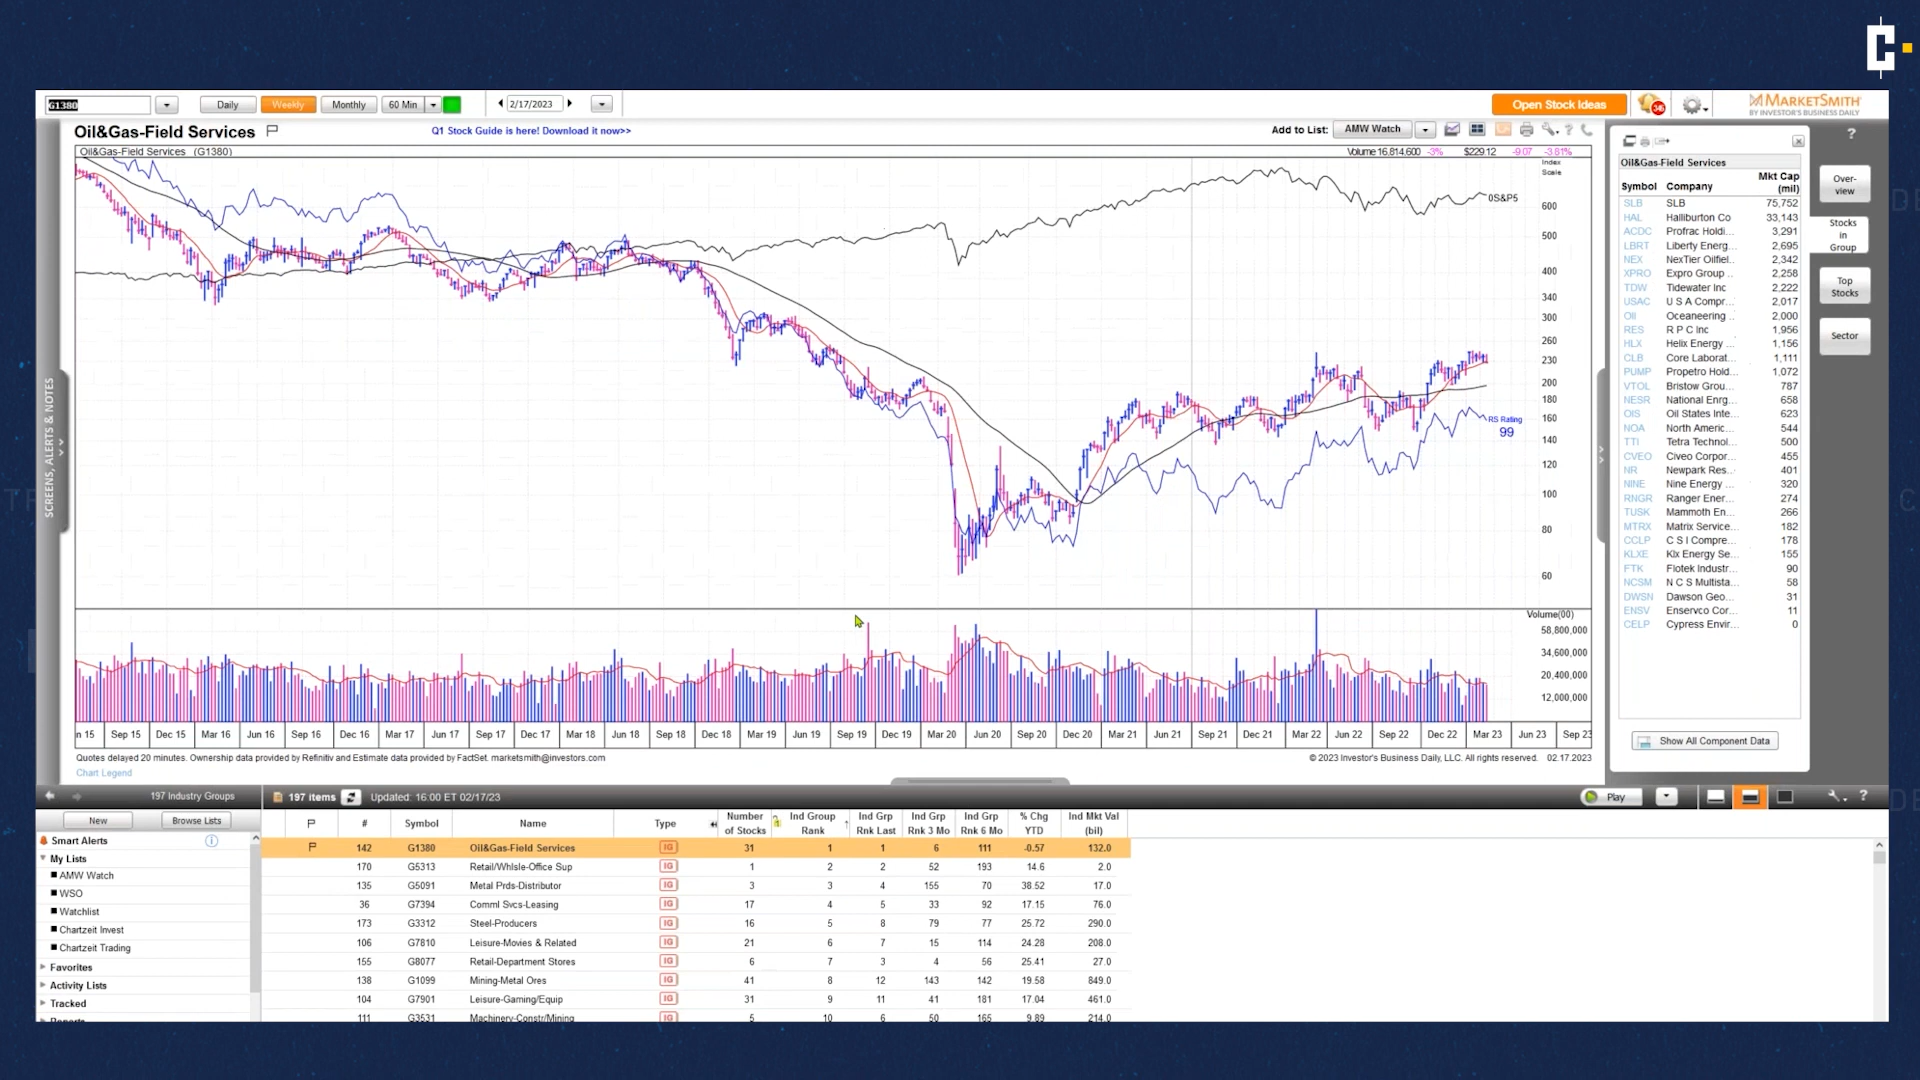 G1380
Daily Weekly Monthly 60 Min 2/17/2023
Open Stock Ideas
MARKETSMITH
BY INVESTOR'S BUSINESS DAILY
Oil&Gas-Field Services
Q1 Stock Guide is here! Download it now>>
Add to List: AMW Watch
Oil&Gas-Field Services (G1380)
Volume 16,814,600 -3% $229.12 -9.07 -3.81%
Index
Scale
0S&P5
600
500
400
340
300
260
230
200
180
160
140
120
100
80
60
RS Rating
99
Volume(00)
58,800,000
34,600,000
20,400,000
12,000,000
n 15 Sep 15 Dec 15 Mar 16 Jun 16 Sep 16 Dec 16 Mar 17 Jun 17 Sep 17 Dec 17 Mar 18 Jun 18 Sep 18 Dec 18 Mar 19 Jun 19 Sep 19 Dec 19 Mar 20 Jun 20 Sep 20 Dec 20 Mar 21 Jun 21 Sep 21 Dec 21 Mar 22 Jun 22 Sep 22 Dec 22 Mar 23 Jun 23 Sep 23
Quotes delayed 20 minutes. Ownership data provided by Refinitiv and Estimate data provided by FactSet. marketsmith@investors.com
© 2023 Investor's Business Daily, LLC. All rights reserved. 02.17.2023
Chart Legend
SCREENS, ALERTS & NOTES
Oil&Gas-Field Services
Symbol Company Mkt Cap
(mil)
SLB SLB 75,752
HAL Halliburton Co 33,143
ACDC Profrac Holdi... 3,291
LBRT Liberty Energ... 2,695
NEX NexTier Oilfiel.. 2,342
XPRO Expro Group .. 2,258
TDW Tidewater Inc 2,222
USAC U S A Compr... 2,017
OII Oceaneering .. 2,000
RES R P C Inc 1,956
HLX Helix Energy ... 1,156
CLB Core Laborat... 1,111
PUMP Propetro Hold... 1,072
VTOL Bristow Grou... 787
NESR National Enrg... 658
OIS Oil States Inte... 623
NOA North Americ... 544
TTI Tetra Technol... 500
CVEO Civeo Corpor... 455
NR Newpark Res... 401
NINE Nine Energy ... 320
RNGR Ranger Ener... 274
TUSK Mammoth En... 266
MTRX Matrix Service... 182
CCLP C S I Compre... 178
KLXE Klx Energy Se... 155
FTK Flotek Industr... 90
NCSM N C S Multista... 58
DWSN Dawson Geo... 31
ENSV Enservco Cor... 11
CELP Cypress Envir... 0
Show All Component Data
Over-
view
Stocks
in
Group
Top
Stocks
Sector
197 Industry Groups
197 items Updated: 16:00 ET 02/17/23
Play
New Browse Lists
Smart Alerts
My Lists
AMW Watch
WSO
Watchlist
Chartzeit Invest
Chartzeit Trading
Favorites
Activity Lists
Tracked
Reports
# Symbol Name Type Number
of Stocks Ind Group
Rank Ind Grp
Rnk Last Ind Grp
Rnk 3 Mo Ind Grp
Rnk 6 Mo % Chg
YTD Ind Mkt Val
(bil)
142 G1380 Oil&Gas-Field Services IG 31 1 1 6 111 -0.57 132.0
170 G5313 Retail/Whlsle-Office Sup IG 1 2 2 52 193 14.6 2.0
135 G5091 Metal Prds-Distributor IG 3 3 4 155 70 38.52 17.0
36 G7394 Comml Svcs-Leasing IG 17 4 5 33 92 17.15 76.0
173 G3312 Steel-Producers IG 16 5 8 79 77 25.72 290.0
106 G7810 Leisure-Movies & Related IG 21 6 7 15 114 24.28 208.0
155 G8077 Retail-Department Stores IG 6 7 3 4 56 25.41 27.0
138 G1099 Mining-Metal Ores IG 41 8 12 143 142 19.58 849.0
104 G7901 Leisure-Gaming/Equip IG 31 9 11 41 181 17.04 461.0
111 G3531 Machinery-Constr/Mining IG 5 10 6 50 165 9.89 214.0